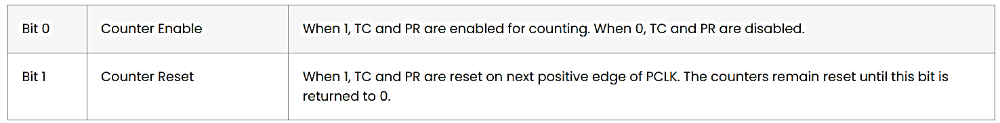 Bit 0 Counter Enable When 1, TC and PR are enabled for counting. When 0, TC and PR are disabled.
Bit 1 Counter Reset When 1, TC and PR are reset on next positive edge of PCLK. The counters remain reset until this bit is
returned to 0.